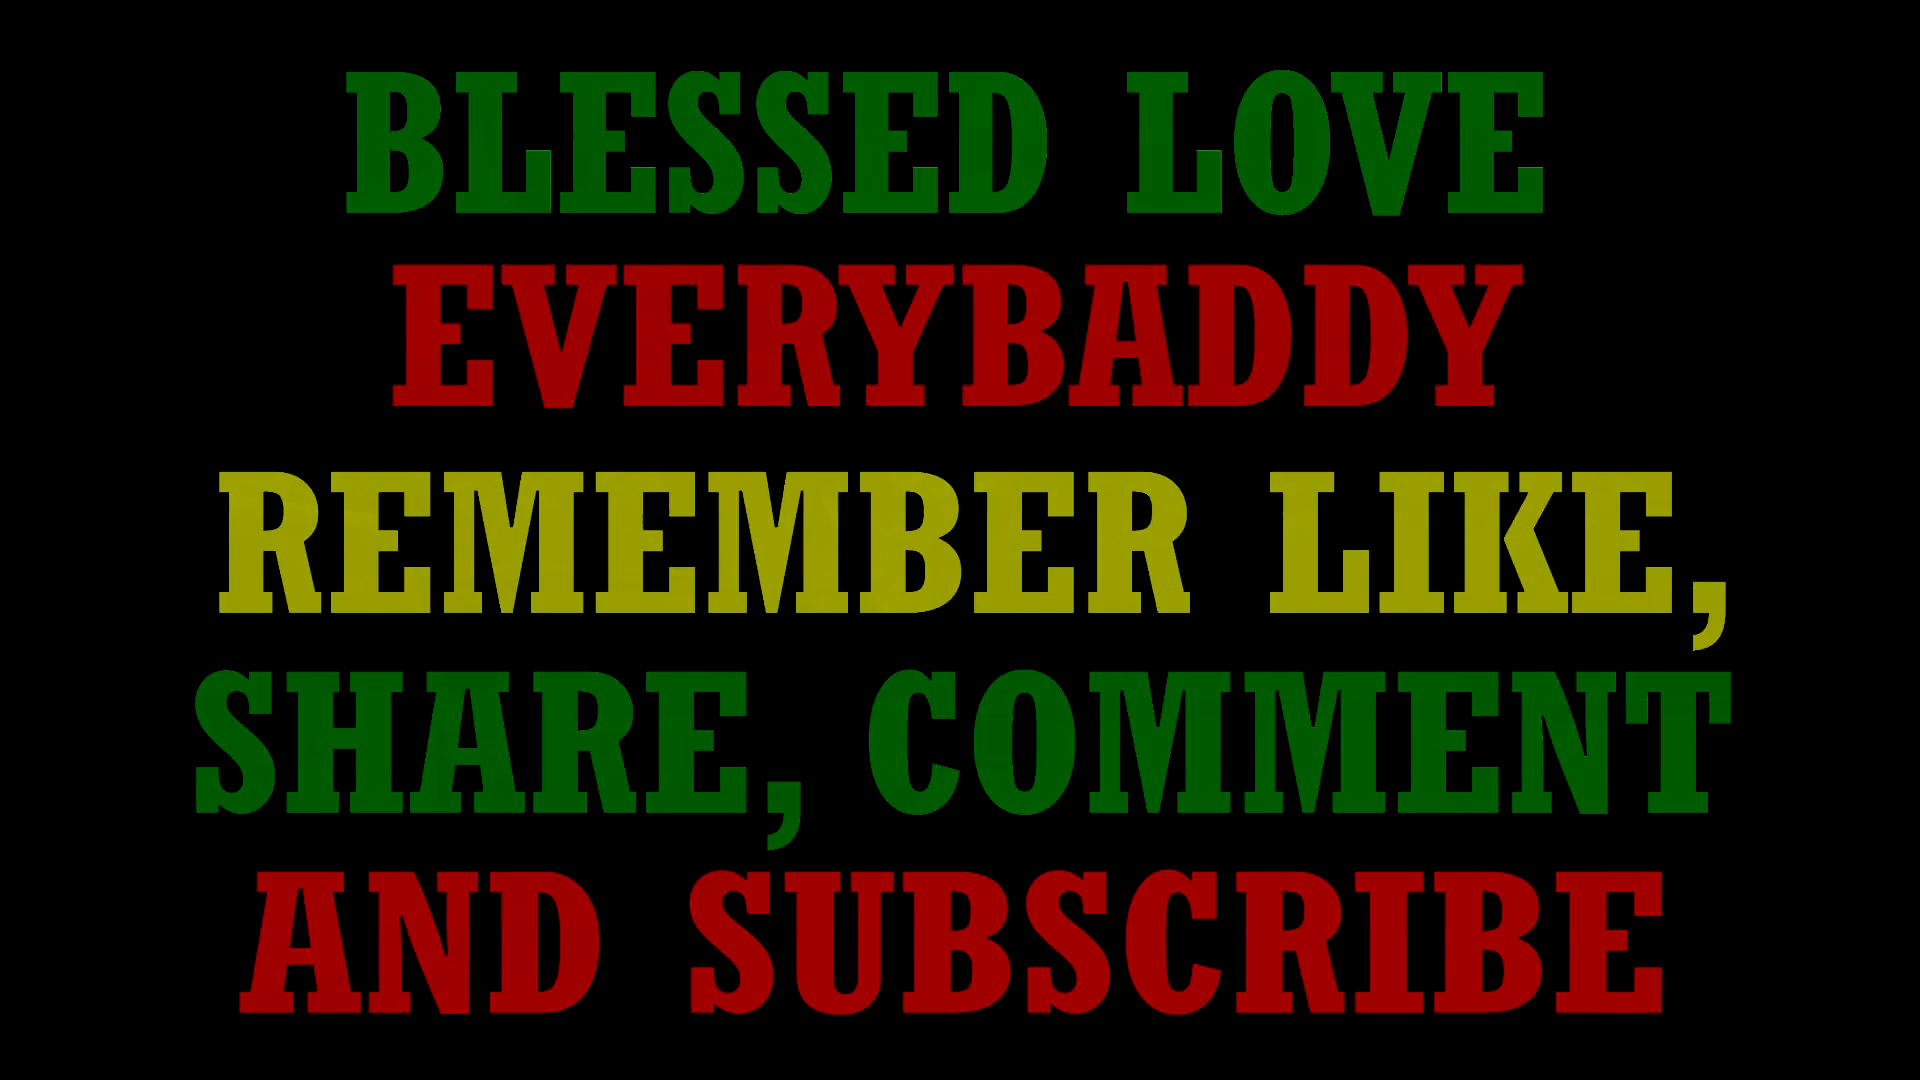 BLESSED LOVE
EVERYBADDY
REMEMBER LIKE,
SHARE, COMMENT
AND SUBSCRIBE